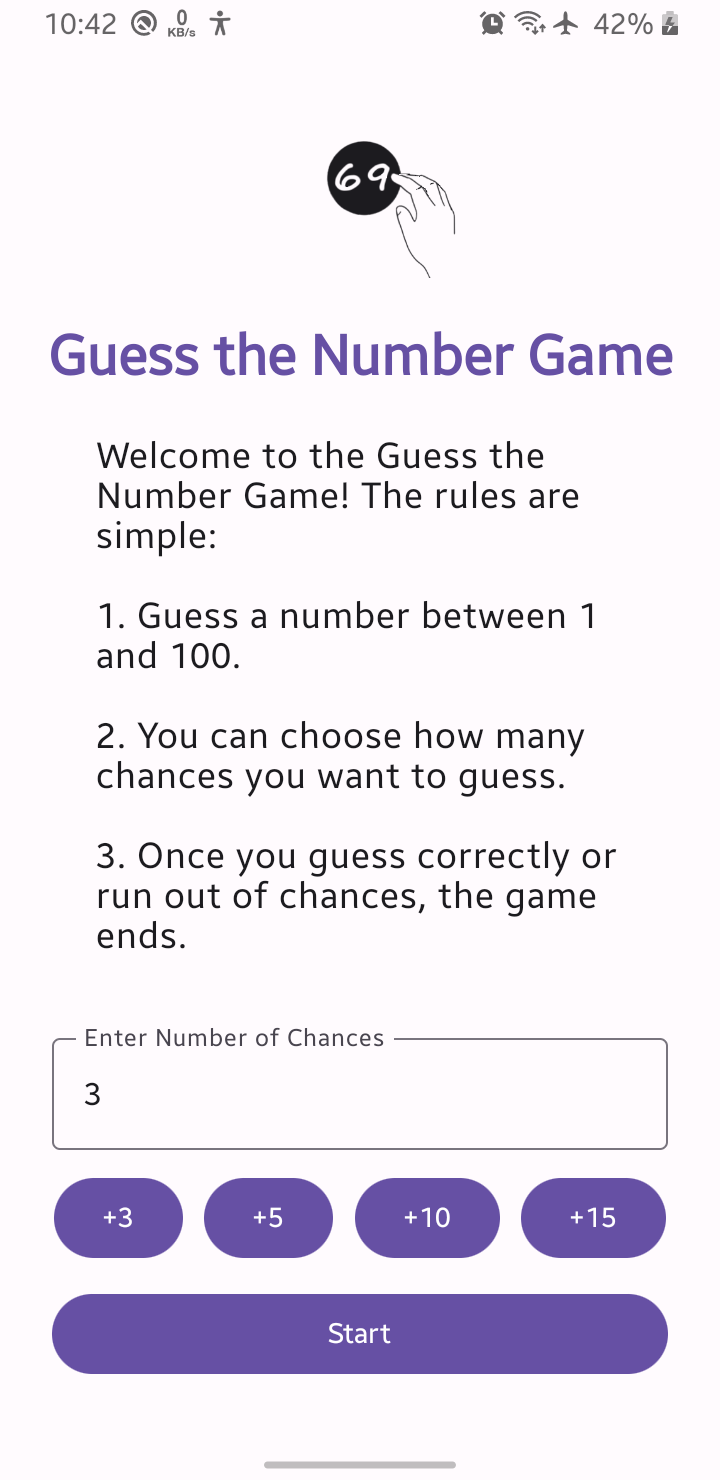 10:42 0 KB/s 42%
69
Guess the Number Game
Welcome to the Guess the
Number Game! The rules are
simple:
1. Guess a number between 1
and 100.
2. You can choose how many
chances you want to guess.
3. Once you guess correctly or
run out of chances, the game
ends.
Enter Number of Chances
3
+3 +5 +10 +15
Start